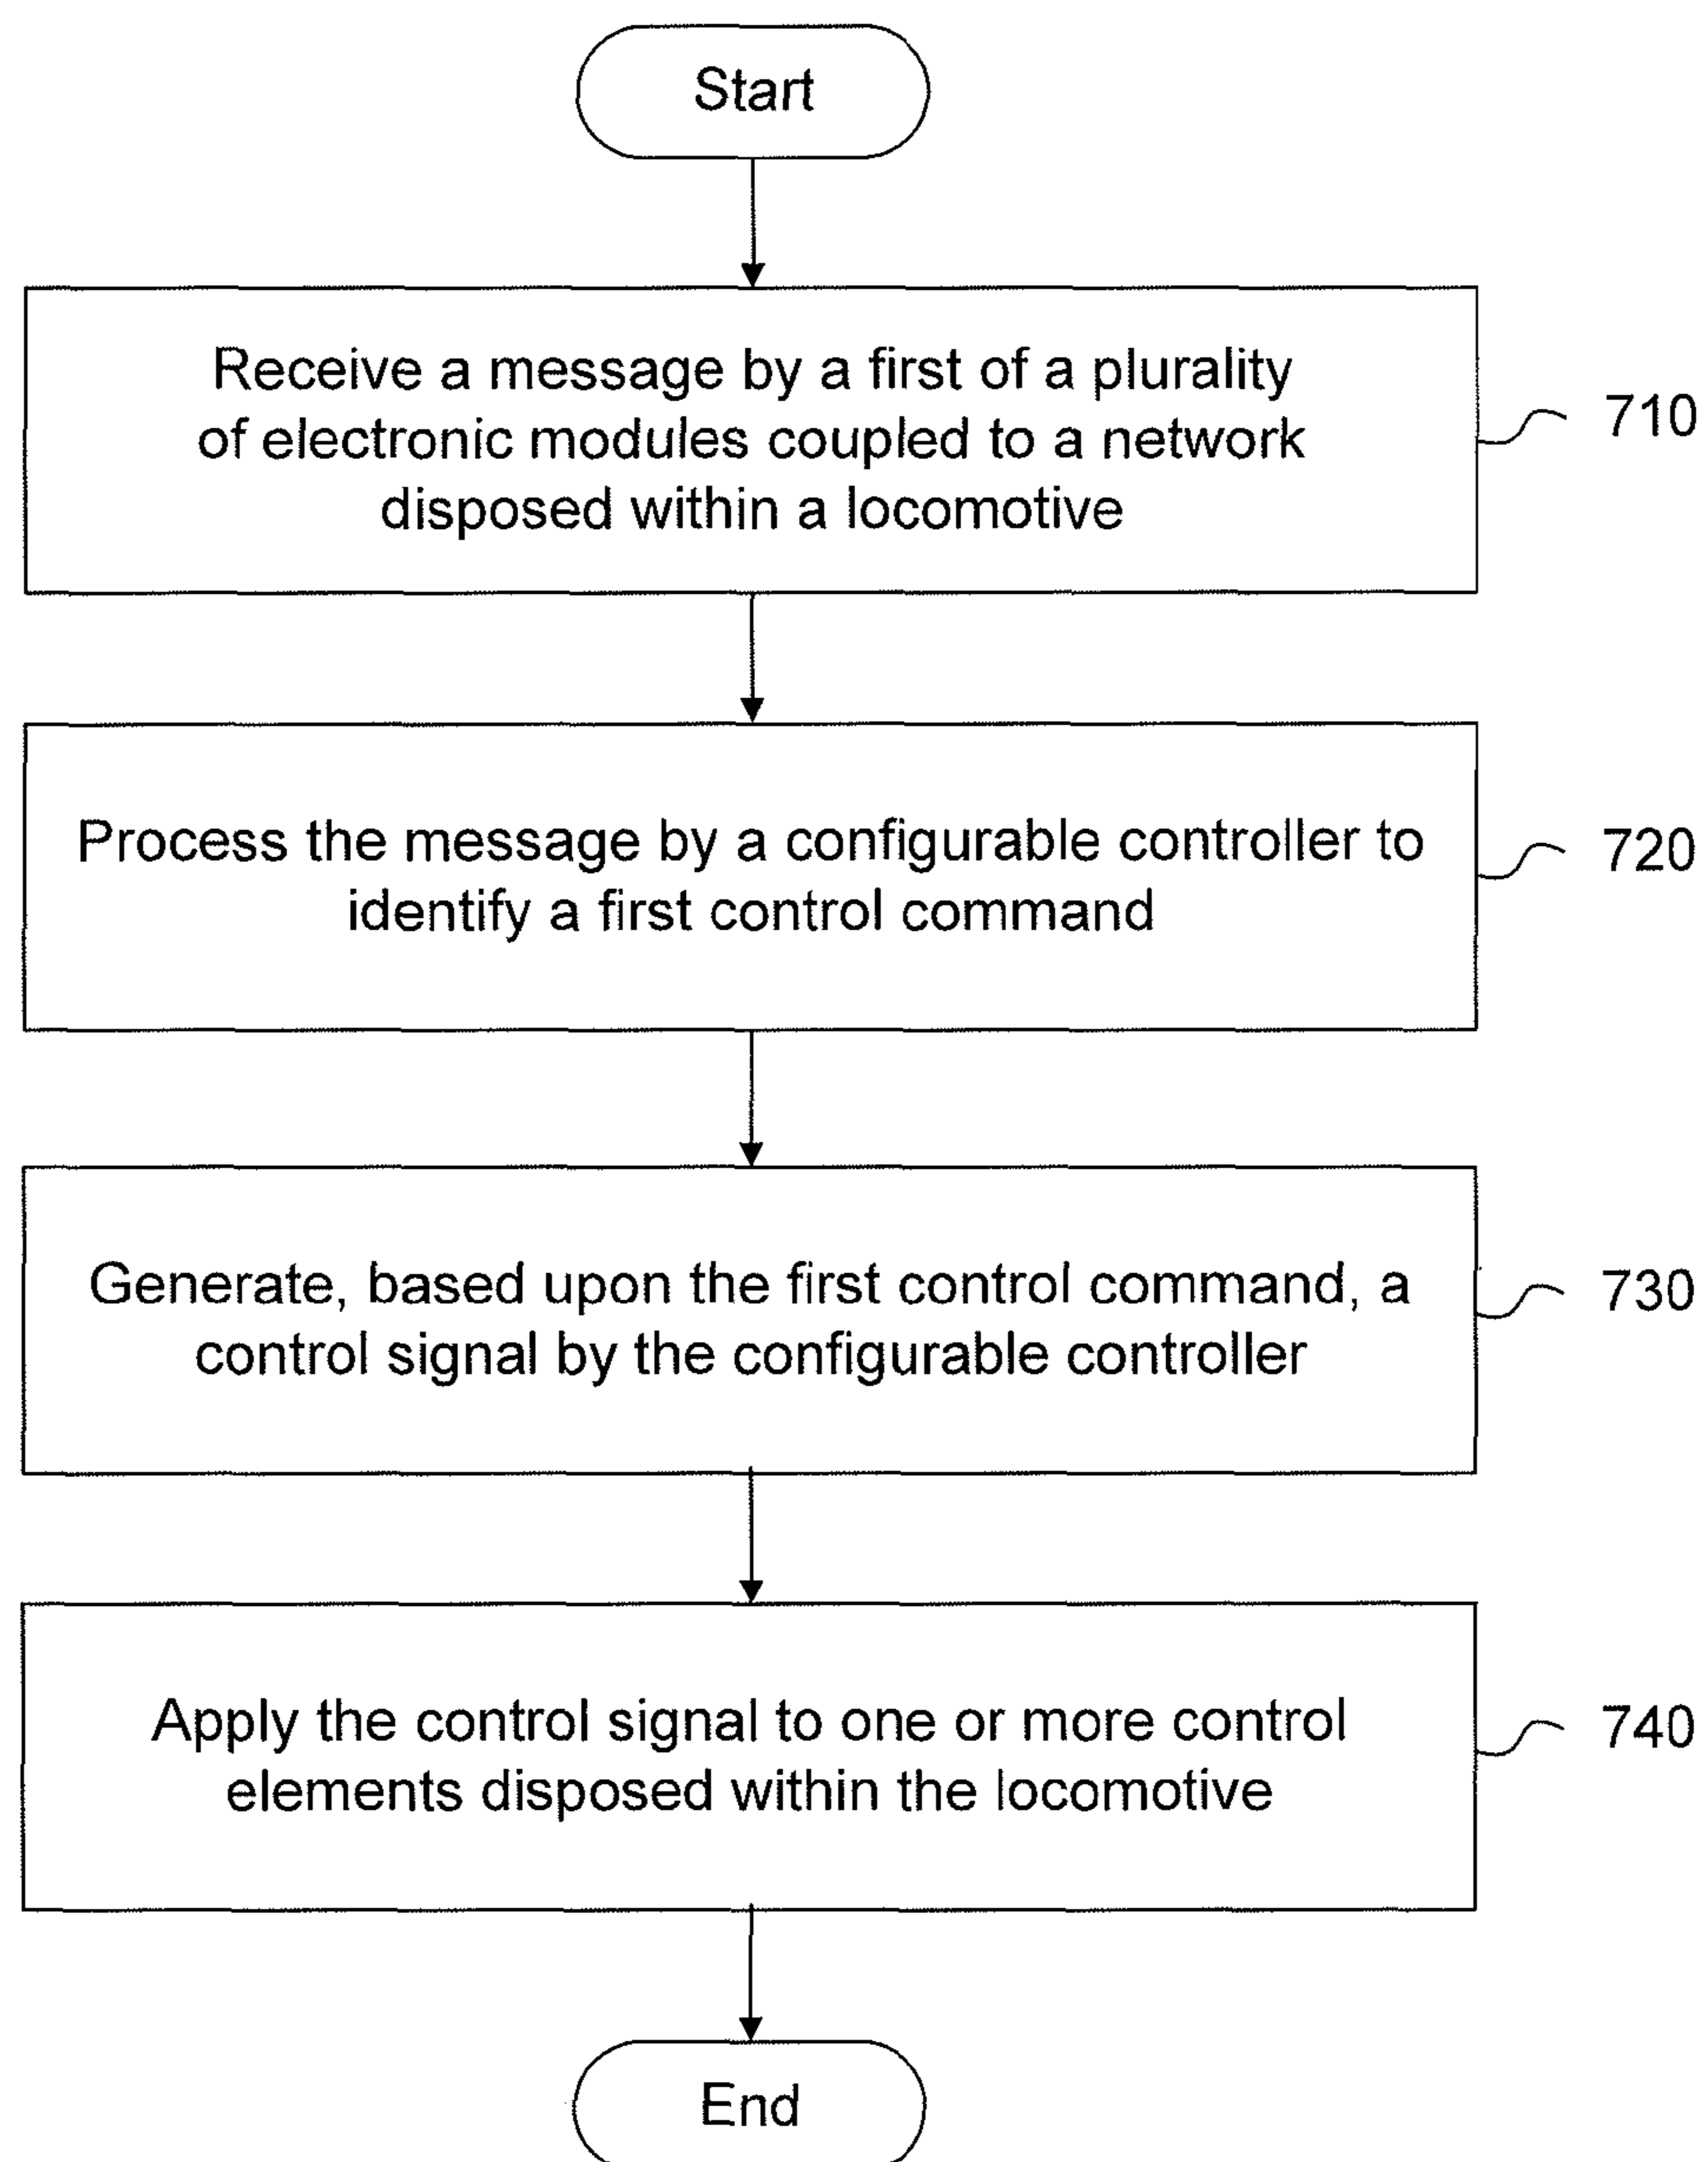 Start
Receive a message by a first of a plurality
of electronic modules coupled to a network
disposed within a locomotive
710
Process the message by a configurable controller to
identify a first control command
720
Generate, based upon the first control command, a
control signal by the configurable controller
730
Apply the control signal to one or more control
elements disposed within the locomotive
740
End